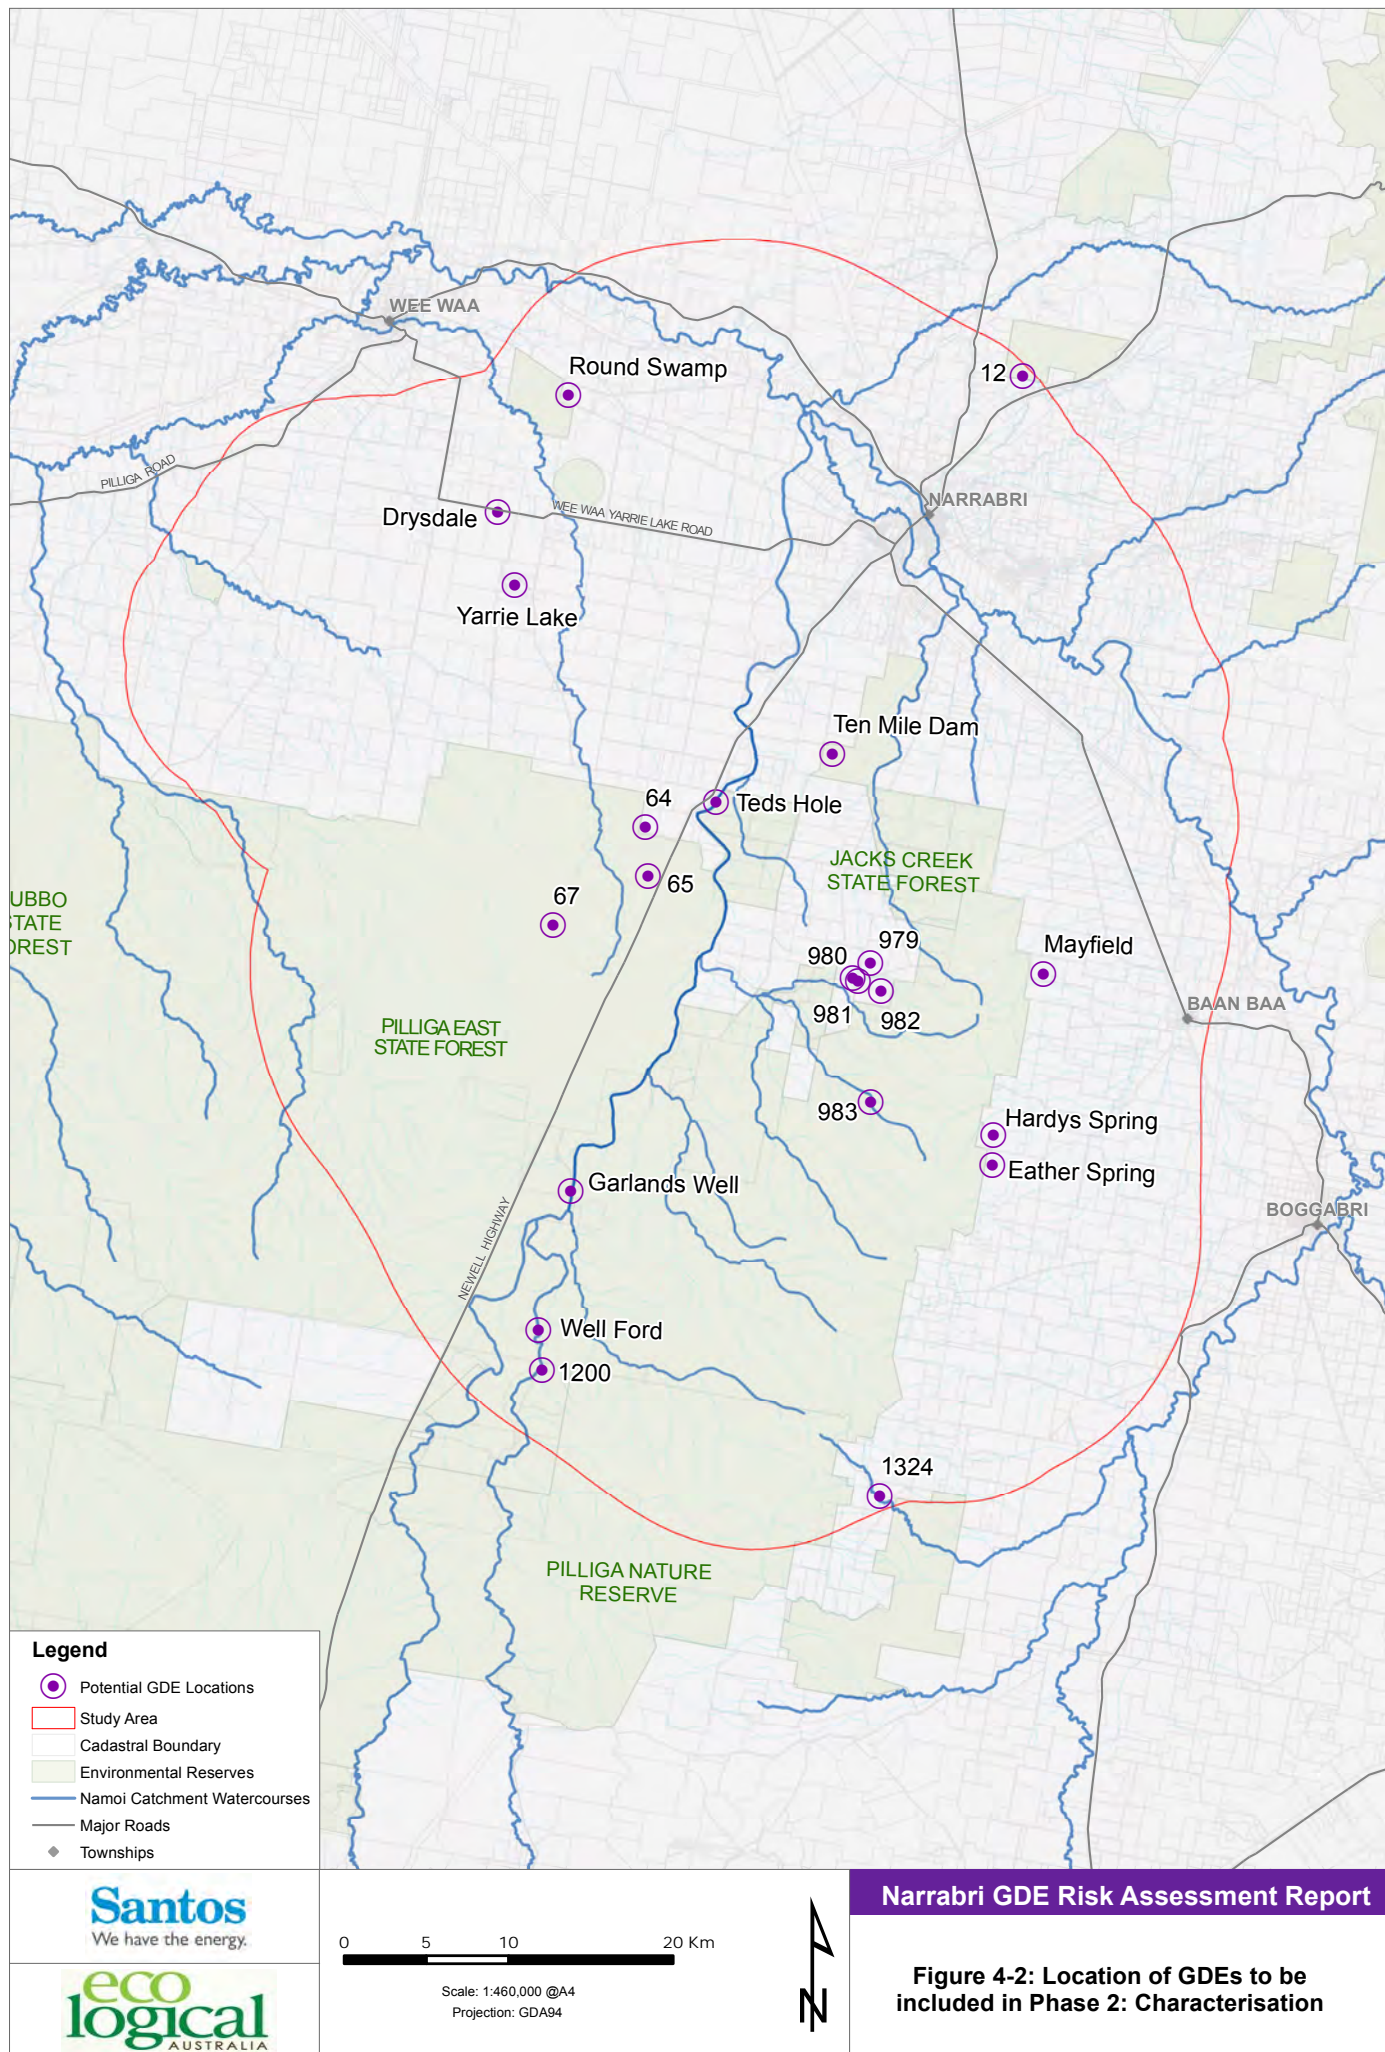 WEE WAA
Round Swamp
12
PILLIGA ROAD
NARRABRI
Drysdale
WEE WAA YARRIE LAKE ROAD
Yarrie Lake
Ten Mile Dam
64
Teds Hole
JACKS CREEK
STATE FOREST
65
67
UBBO
STATE
OREST
979
980
Mayfield
981
982
BAAN BAA
PILLIGA EAST
STATE FOREST
983
Hardys Spring
Eather Spring
Garlands Well
BOGGABRI
NEWELL HIGHWAY
Well Ford
1200
1324
PILLIGA NATURE
RESERVE
Legend
Potential GDE Locations
Study Area
Cadastral Boundary
Environmental Reserves
Namoi Catchment Watercourses
Major Roads
Townships
Santos
We have the energy.
eco
logical
AUSTRALIA
0 5 10 20 Km
Scale: 1:460,000 @A4
Projection: GDA94
N
Narrabri GDE Risk Assessment Report
Figure 4-2: Location of GDEs to be
included in Phase 2: Characterisation